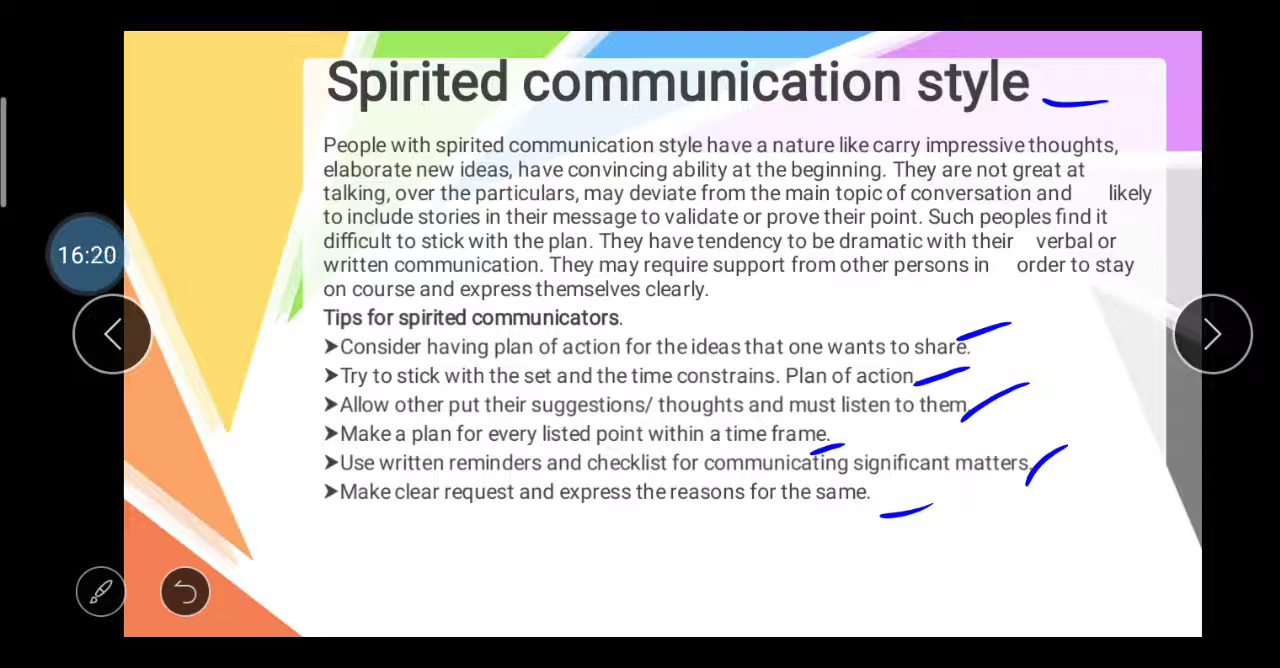 Spirited communication style
People with spirited communication style have a nature like carry impressive thoughts,
elaborate new ideas, have convincing ability at the beginning. They are not great at
talking, over the particulars, may deviate from the main topic of conversation and likely
to include stories in their message to validate or prove their point. Such peoples find it
difficult to stick with the plan. They have tendency to be dramatic with their verbal or
written communication. They may require support from other persons in order to stay
on course and express themselves clearly.
Tips for spirited communicators.
➤Consider having plan of action for the ideas that one wants to share.
➤Try to stick with the set and the time constrains. Plan of action.
➤Allow other put their suggestions/ thoughts and must listen to them.
➤Make a plan for every listed point within a time frame.
➤Use written reminders and checklist for communicating significant matters.
➤Make clear request and express the reasons for the same.
16:20